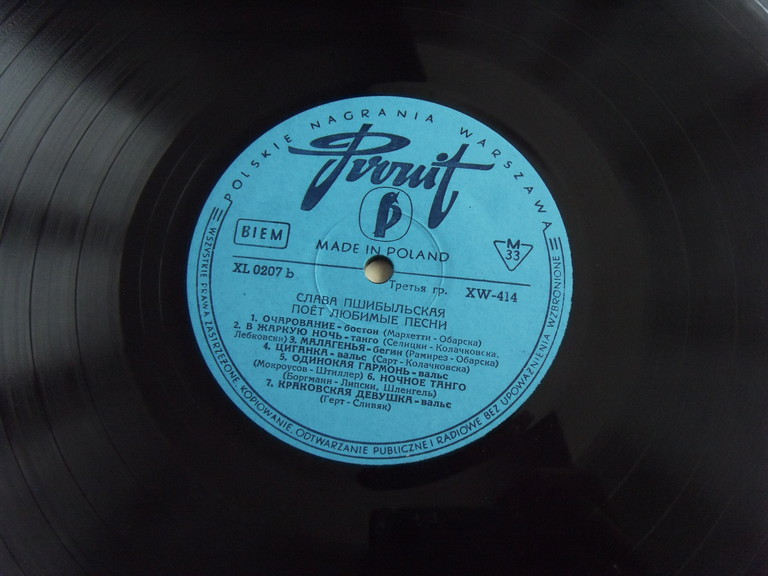 POLSKIE NAGRANIA WARSZAWA
Pronit
BIEM
MADE IN POLAND
M
33
XL 0207 b
Третья гр.
XW-414
СЛАВА ПШИБЫЛЬСКАЯ
ПОЁТ ЛЮБИМЫЕ ПЕСНИ
1. ОЧАРОВАНИЕ - бостон (Мархетти - Обарска)
2. В ЖАРКУЮ НОЧЬ - танго (Селицки - Колачковска,
Лебковски) 3. МАЛАГЕНЬЯ - бегин (Рамирез - Обарска)
4. ЦИГАНКА - вальс (Сарт - Колачковска)
5. ОДИНОКАЯ ГАРМОНЬ - вальс
(Мокроусов - Штиллер) 6. НОЧНОЕ ТАНГО
(Боргманн - Липски, Шленгель)
7. КРАКОВСКАЯ ДЕВУШКА - вальс
(Герт - Сливяк)
WSZYSTKIE PRAWA ZASTRZEŻONE. KOPIOWANIE, ODTWARZANIE PUBLICZNE I RADIOWE BEZ UPOWAŻNIENIA WZBRONIONE